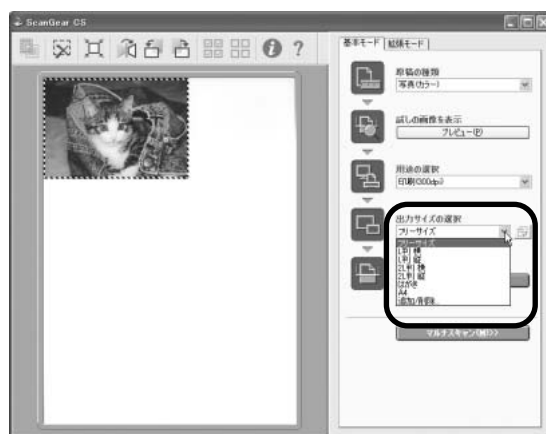 ScanGear CS
?
基本モード
拡張モード
原稿の種類
写真(カラー)
試しの画像を表示
プレビュー(P)
用途の選択
印刷(300dpi)
出力サイズの選択
フリーサイズ
フリーサイズ
L判 横
L判 縦
2L判 横
2L判 縦
はがき
A4
追加/削除...
マルチスキャン(M)>>